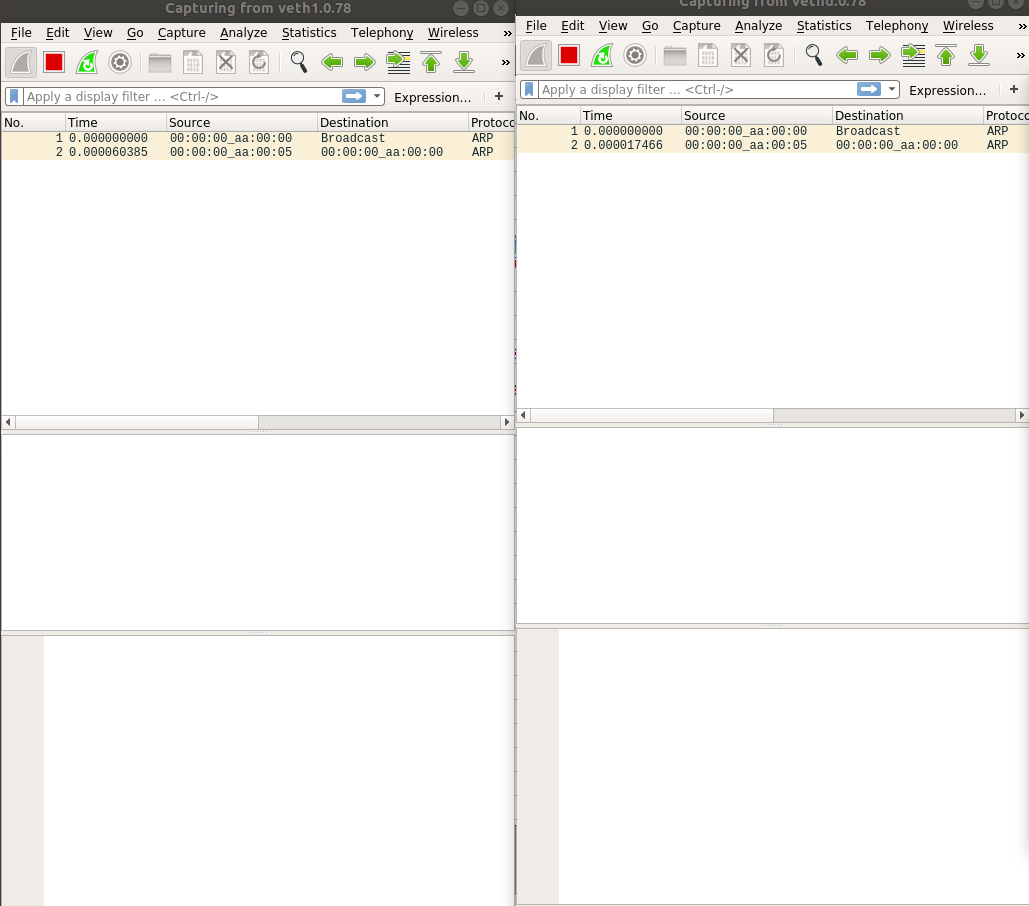 Capturing from veth1.0.78
File Edit View Go Capture Analyze Statistics Telephony Wireless »
»
Apply a display filter ... <Ctrl-/> Expression... +
No. Time Source Destination Protoco
1 0.000000000 00:00:00_aa:00:00 Broadcast ARP
2 0.000060385 00:00:00_aa:00:05 00:00:00_aa:00:00 ARP
Capturing from
File Edit View Go Capture Analyze Statistics Telephony Wireless »
»
Apply a display filter ... <Ctrl-/> Expression... +
No. Time Source Destination Protoc
1 0.000000000 00:00:00_aa:00:00 Broadcast ARP
2 0.000017466 00:00:00_aa:00:05 00:00:00_aa:00:00 ARP